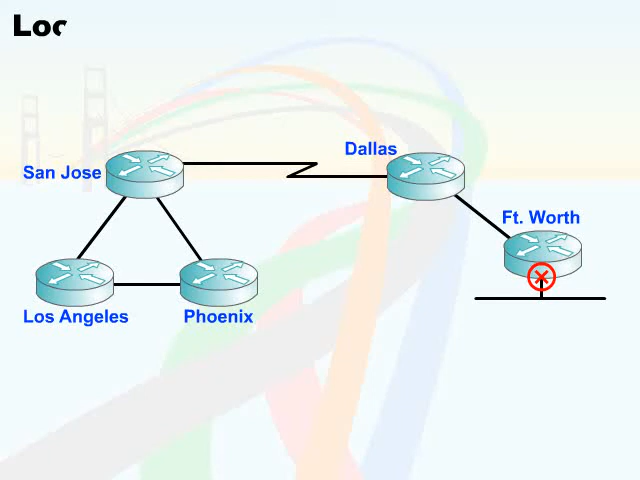 Loc
Dallas
San Jose
Ft. Worth
Los Angeles
Phoenix